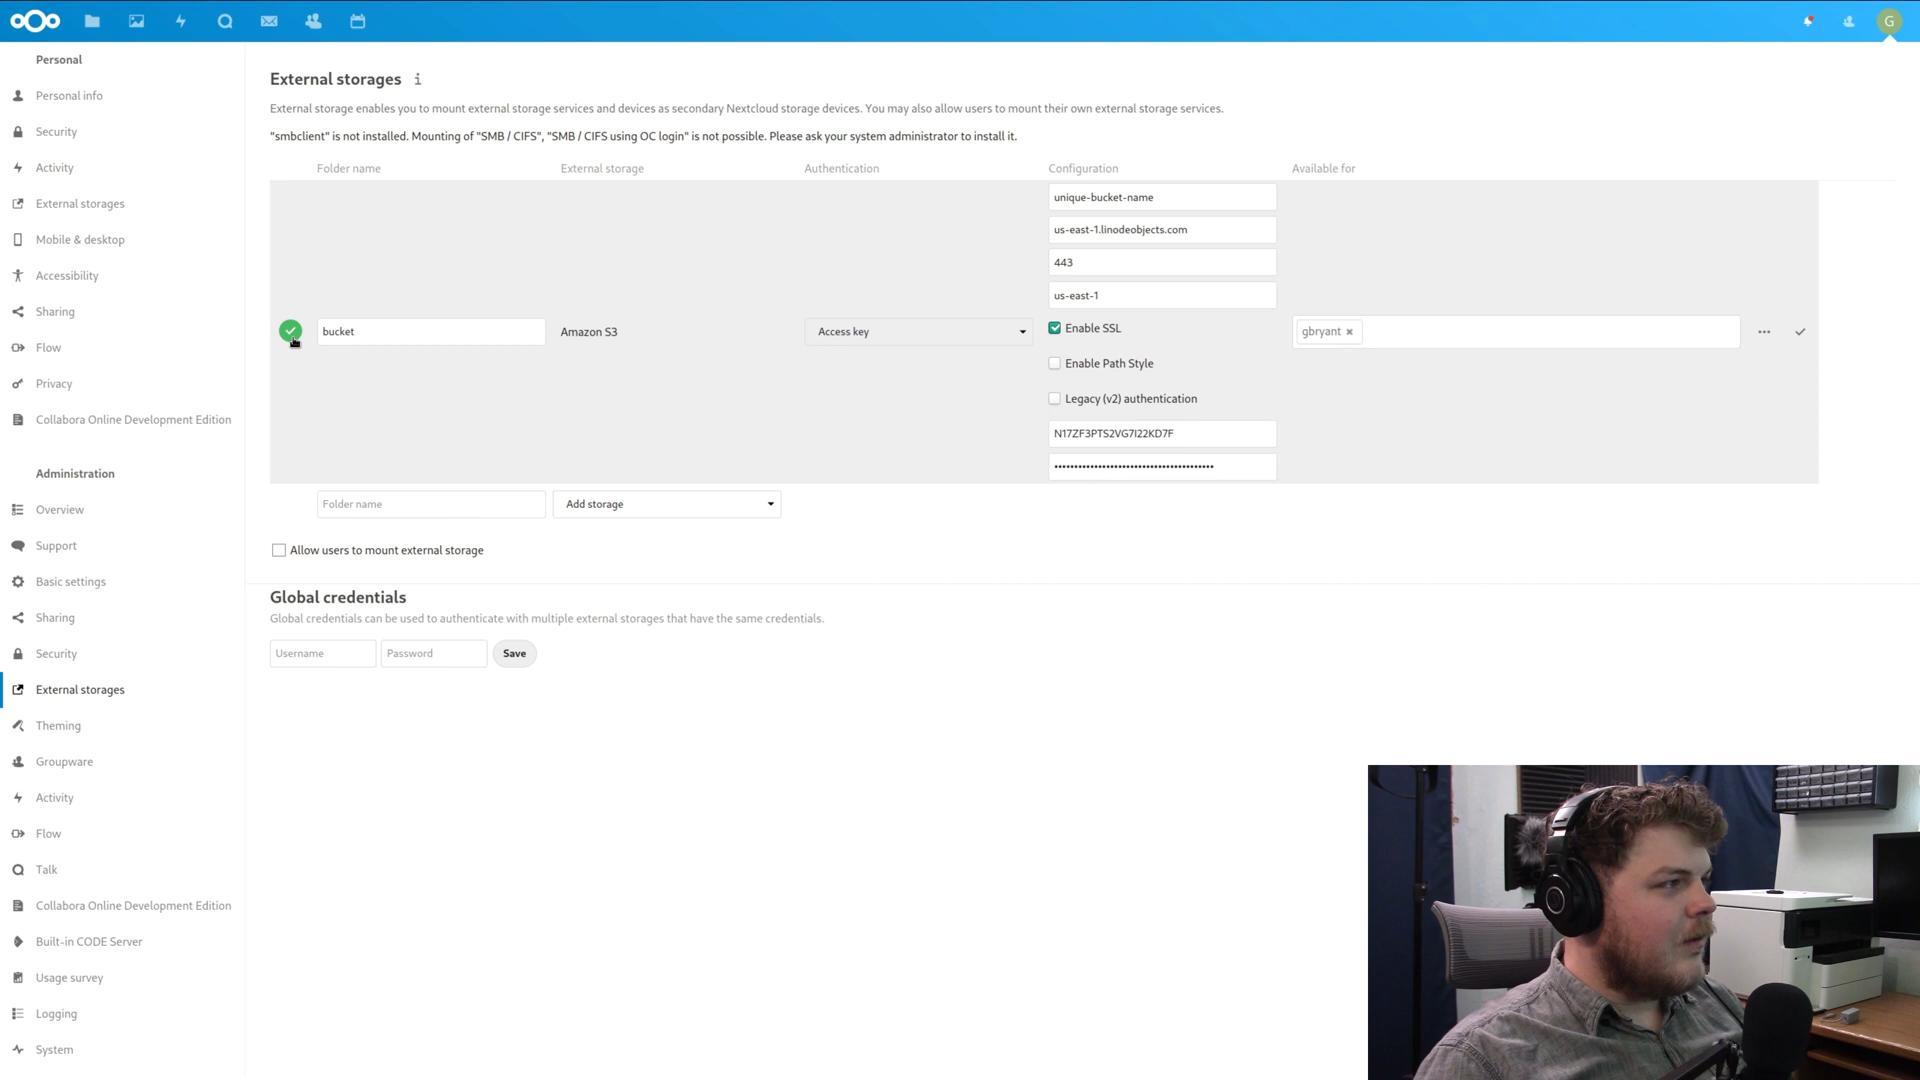 G
Personal
Personal info
Security
Activity
External storages
Mobile & desktop
Accessibility
Sharing
Flow
Privacy
Collabora Online Development Edition
Administration
Overview
Support
Basic settings
Sharing
Security
External storages
Theming
Groupware
Activity
Flow
Talk
Collabora Online Development Edition
Built-in CODE Server
Usage survey
Logging
System
External storages
External storage enables you to mount external storage services and devices as secondary Nextcloud storage devices. You may also allow users to mount their own external storage services.
"smbclient" is not installed. Mounting of "SMB / CIFS", "SMB / CIFS using OC login" is not possible. Please ask your system administrator to install it.
Folder name External storage Authentication Configuration Available for
unique-bucket-name
us-east-1.linodeobjects.com
443
us-east-1
bucket Amazon S3 Access key Enable SSL gbryant
Enable Path Style
Legacy (v2) authentication
N17ZF3PTS2VG7I22KD7F
Folder name Add storage
Allow users to mount external storage
Global credentials
Global credentials can be used to authenticate with multiple external storages that have the same credentials.
Username Password Save